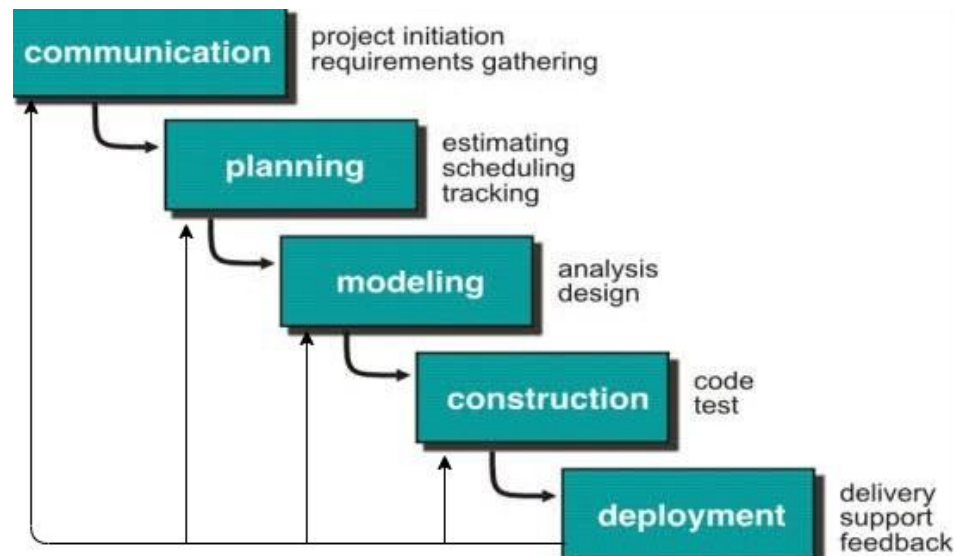 communication
project initiation
requirements gathering
planning
estimating
scheduling
tracking
modeling
analysis
design
construction
code
test
deployment
delivery
support
feedback